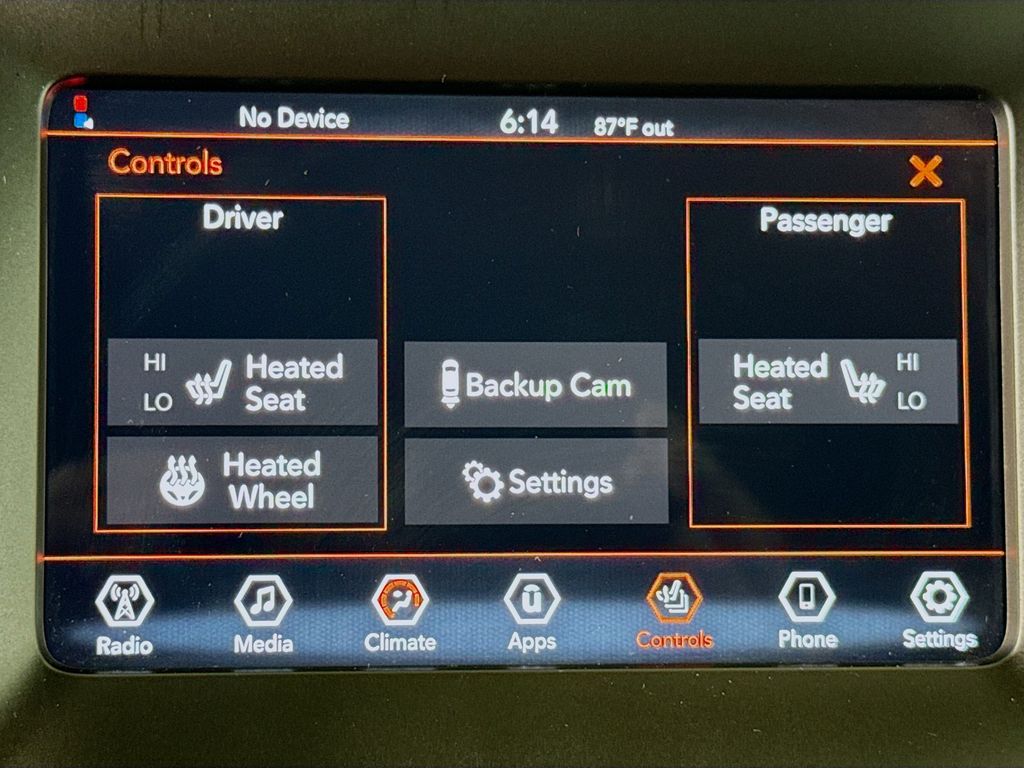 No Device 6:14 87°F out
Controls
Driver
Passenger
HI
LO
Heated
Seat
Backup Cam
Heated
Seat
HI
LO
Heated
Wheel
Settings
Radio Media Climate Apps Controls Phone Settings